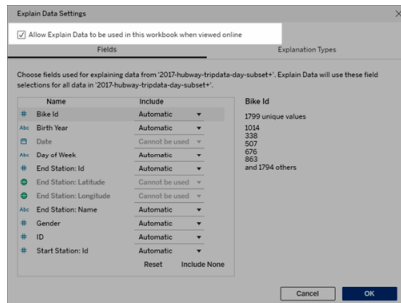 Explain Data Settings
Allow Explain Data to be used in this workbook when viewed online
Fields
Explanation Types
Choose fields used for explaining data from '2017-hubway-tripdata-day-subset+'. Explain Data will use these field
selections for all data in '2017-hubway-tripdata-day-subset+'.
Name Include
# Bike Id Automatic
Abc Birth Year Automatic
Date Cannot be used
Abc Day of Week Automatic
# End Station: Id Automatic
End Station: Latitude Cannot be used
End Station: Longitude Cannot be used
Abc End Station: Name Automatic
# Gender Automatic
# ID Automatic
# Start Station: Id Automatic
Reset Include None
Bike Id
1799 unique values
1014
338
507
676
863
and 1794 others
Cancel OK